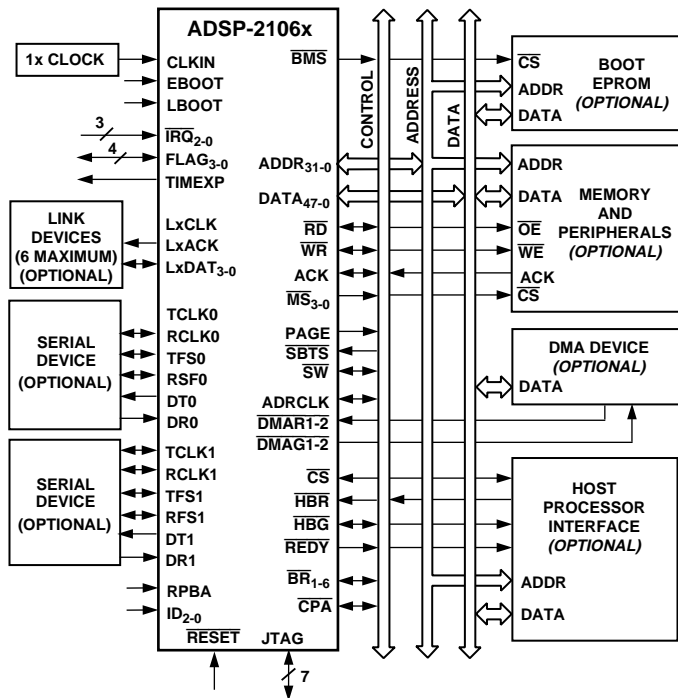 ADSP-2106x
1x CLOCK
CLKIN
EBOOT
LBOOT
3
IRQ2-0
4
FLAG3-0
TIMEXP
LINK
DEVICES
(6 MAXIMUM)
(OPTIONAL)
LxCLK
LxACK
LxDAT3-0
SERIAL
DEVICE
(OPTIONAL)
TCLK0
RCLK0
TFS0
RSF0
DT0
DR0
SERIAL
DEVICE
(OPTIONAL)
TCLK1
RCLK1
TFS1
RFS1
DT1
DR1
RPBA
ID2-0
RESET
JTAG
7
BMS
ADDR31-0
DATA47-0
RD
WR
ACK
MS3-0
PAGE
SBTS
SW
ADRCLK
DMAR1-2
DMAG1-2
CS
HBR
HBG
REDY
BR1-6
CPA
CONTROL
ADDRESS
DATA
CS
ADDR
DATA
BOOT
EPROM
(OPTIONAL)
ADDR
DATA
OE
WE
ACK
CS
MEMORY
AND
PERIPHERALS
(OPTIONAL)
DMA DEVICE
(OPTIONAL)
DATA
HOST
PROCESSOR
INTERFACE
(OPTIONAL)
ADDR
DATA